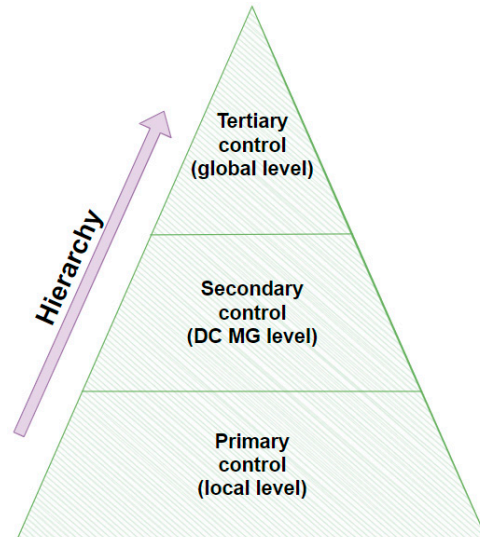 Tertiary
control
(global level)
Hierarchy
Secondary
control
(DC MG level)
Primary
control
(local level)